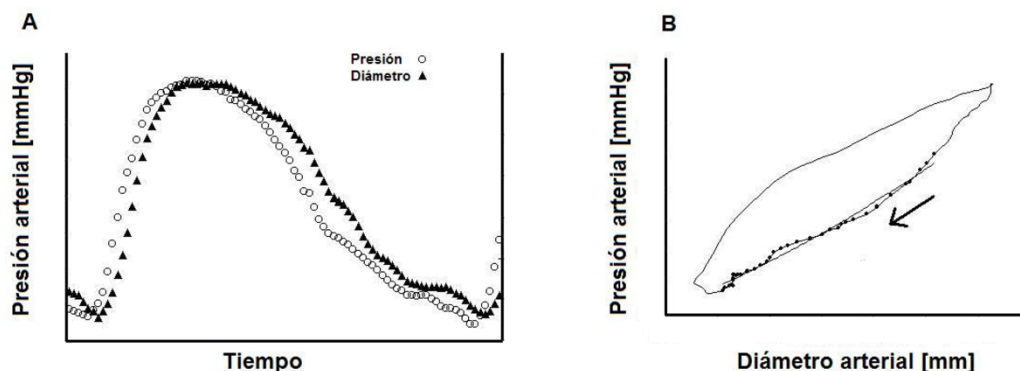 A
Presión arterial [mmHg]
Presión
Diámetro
Tiempo
B
Presión arterial [mmHg]
Diámetro arterial [mm]